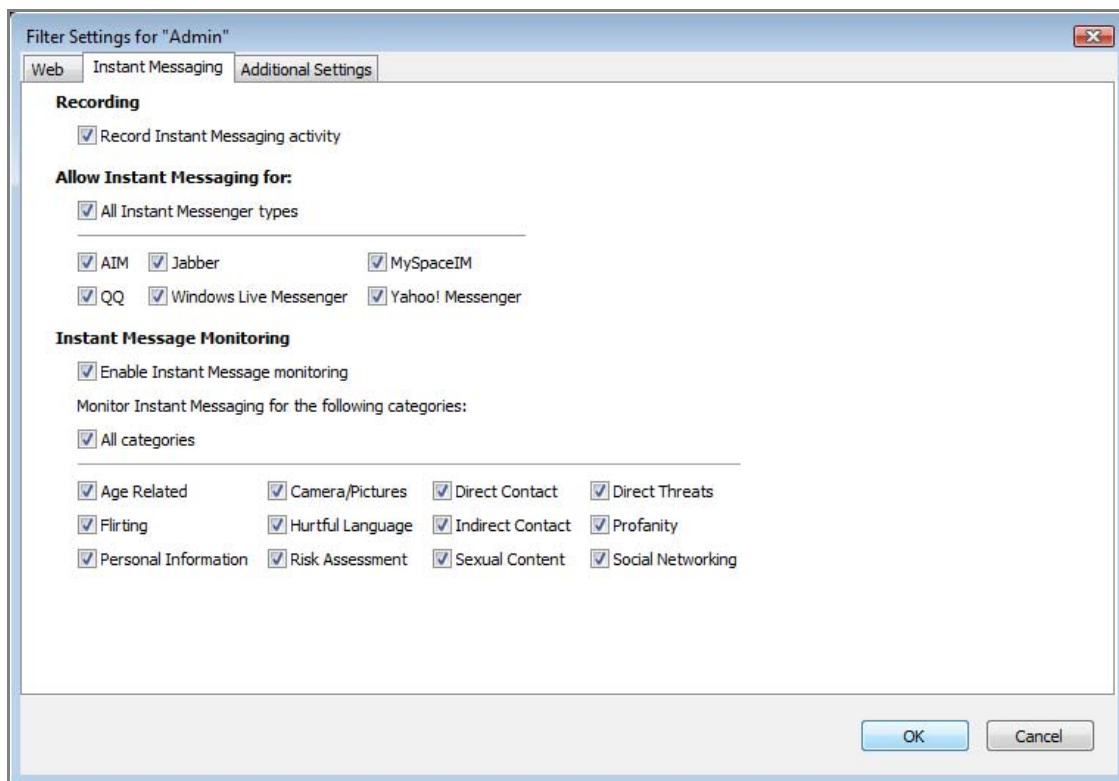 Filter Settings for "Admin"
Web Instant Messaging Additional Settings
Recording
Record Instant Messaging activity
Allow Instant Messaging for:
All Instant Messenger types
AIM Jabber MySpaceIM
QQ Windows Live Messenger Yahoo! Messenger
Instant Message Monitoring
Enable Instant Message monitoring
Monitor Instant Messaging for the following categories:
All categories
Age Related Camera/Pictures Direct Contact Direct Threats
Flirting Hurtful Language Indirect Contact Profanity
Personal Information Risk Assessment Sexual Content Social Networking
OK Cancel